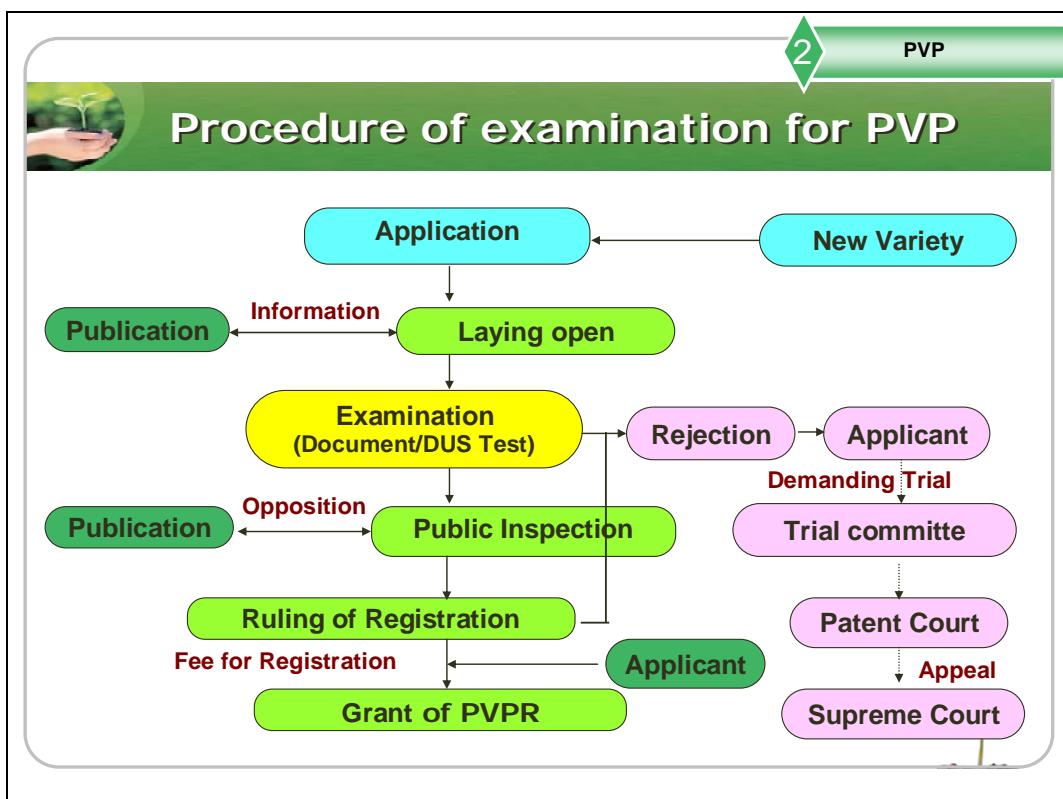 2
PVP
Procedure of examination for PVP
Application
New Variety
Information
Publication
Laying open
Examination
(Document/DUS Test)
Rejection
Applicant
Demanding Trial
Opposition
Publication
Public Inspection
Trial committe
Ruling of Registration
Patent Court
Fee for Registration
Applicant
Appeal
Grant of PVPR
Supreme Court